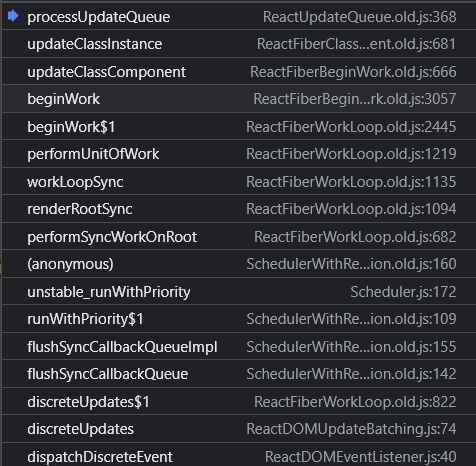 processUpdateQueue ReactUpdateQueue.old.js:368
updateClassInstance ReactFiberClass...ent.old.js:681
updateClassComponent ReactFiberBeginWork.old.js:666
beginWork ReactFiberBegin...rk.old.js:3057
beginWork$1 ReactFiberWorkLoop.old.js:2445
performUnitOfWork ReactFiberWorkLoop.old.js:1219
workLoopSync ReactFiberWorkLoop.old.js:1135
renderRootSync ReactFiberWorkLoop.old.js:1094
performSyncWorkOnRoot ReactFiberWorkLoop.old.js:682
(anonymous) SchedulerWithRe...ion.old.js:160
unstable_runWithPriority Scheduler.js:172
runWithPriority$1 SchedulerWithRe...ion.old.js:109
flushSyncCallbackQueueImpl SchedulerWithRe...ion.old.js:155
flushSyncCallbackQueue SchedulerWithRe...ion.old.js:142
discreteUpdates$1 ReactFiberWorkLoop.old.js:822
discreteUpdates ReactDOMUpdateBatching.js:74
dispatchDiscreteEvent ReactDOMEventListener.js:40